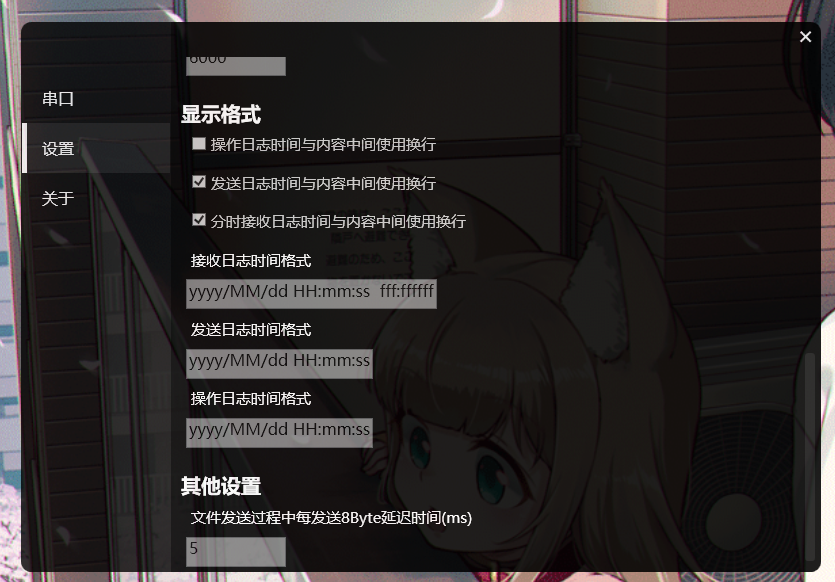 6000
串口
设置
关于
显示格式
操作日志时间与内容中间使用换行
发送日志时间与内容中间使用换行
分时接收日志时间与内容中间使用换行
接收日志时间格式
yyyy/MM/dd HH:mm:ss  fff:ffffff
发送日志时间格式
yyyy/MM/dd HH:mm:ss
操作日志时间格式
yyyy/MM/dd HH:mm:ss
其他设置
文件发送过程中每发送8Byte延迟时间(ms)
5